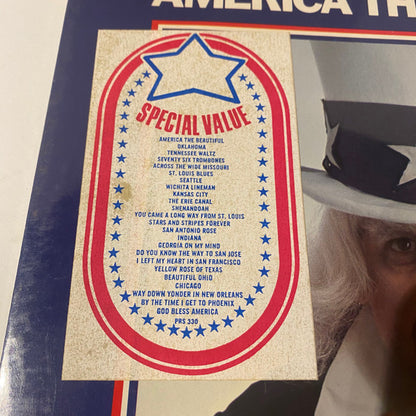 AMERICA TH
SPECIAL VALUE
AMERICA THE BEAUTIFUL
OKLAHOMA
TENNESSEE WALTZ
SEVENTY SIX TROMBONES
ACROSS THE WIDE MISSOURI
ST. LOUIS BLUES
SEATTLE
WICHITA LINEMAN
KANSAS CITY
THE ERIE CANAL
SHENANDOAH
YOU CAME A LONG WAY FROM ST. LOUIS
STARS AND STRIPES FOREVER
SAN ANTONIO ROSE
INDIANA
GEORGIA ON MY MIND
DO YOU KNOW THE WAY TO SAN JOSE
I LEFT MY HEART IN SAN FRANCISCO
YELLOW ROSE OF TEXAS
BEAUTIFUL OHIO
CHICAGO
WAY DOWN YONDER IN NEW ORLEANS
BY THE TIME I GET TO PHOENIX
GOD BLESS AMERICA
PRS 330